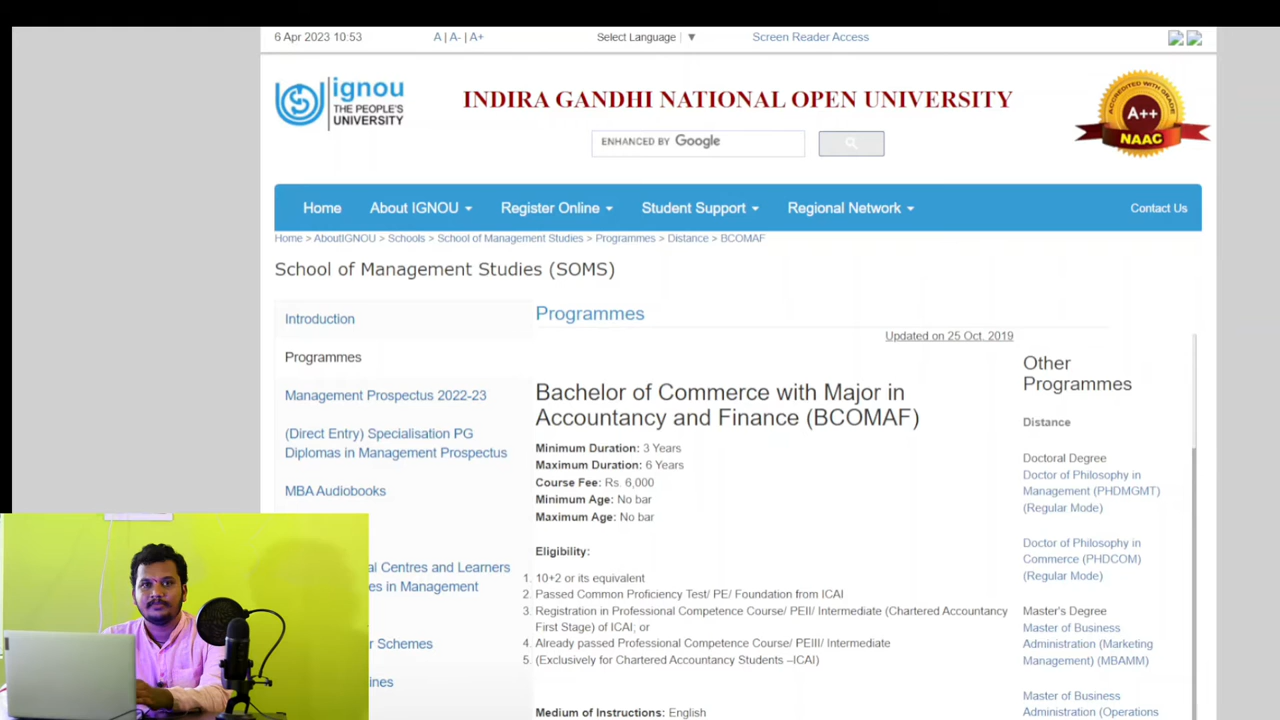 6 Apr 2023 10:53
A | A- | A+
Select Language ▼
Screen Reader Access
ignou
THE PEOPLE'S
UNIVERSITY
INDIRA GANDHI NATIONAL OPEN UNIVERSITY
ENHANCED BY Google
ACCREDITED WITH GRADE
A++
NAAC
Home
About IGNOU
Register Online
Student Support
Regional Network
Contact Us
Home > AboutIGNOU > Schools > School of Management Studies > Programmes > Distance > BCOMAF
School of Management Studies (SOMS)
Introduction
Programmes
Management Prospectus 2022-23
(Direct Entry) Specialisation PG
Diplomas in Management Prospectus
MBA Audiobooks
al Centres and Learners
es in Management
r Schemes
ines
Programmes
Updated on 25 Oct. 2019
Bachelor of Commerce with Major in
Accountancy and Finance (BCOMAF)
Minimum Duration: 3 Years
Maximum Duration: 6 Years
Course Fee: Rs. 6,000
Minimum Age: No bar
Maximum Age: No bar
Eligibility:
1. 10+2 or its equivalent
2. Passed Common Proficiency Test/ PE/ Foundation from ICAI
3. Registration in Professional Competence Course/ PEII/ Intermediate (Chartered Accountancy
First Stage) of ICAI; or
4. Already passed Professional Competence Course/ PEIII/ Intermediate
5. (Exclusively for Chartered Accountancy Students –ICAI)
Medium of Instructions: English
Other
Programmes
Distance
Doctoral Degree
Doctor of Philosophy in
Management (PHDMGMT)
(Regular Mode)
Doctor of Philosophy in
Commerce (PHDCOM)
(Regular Mode)
Master's Degree
Master of Business
Administration (Marketing
Management) (MBAMM)
Master of Business
Administration (Operations